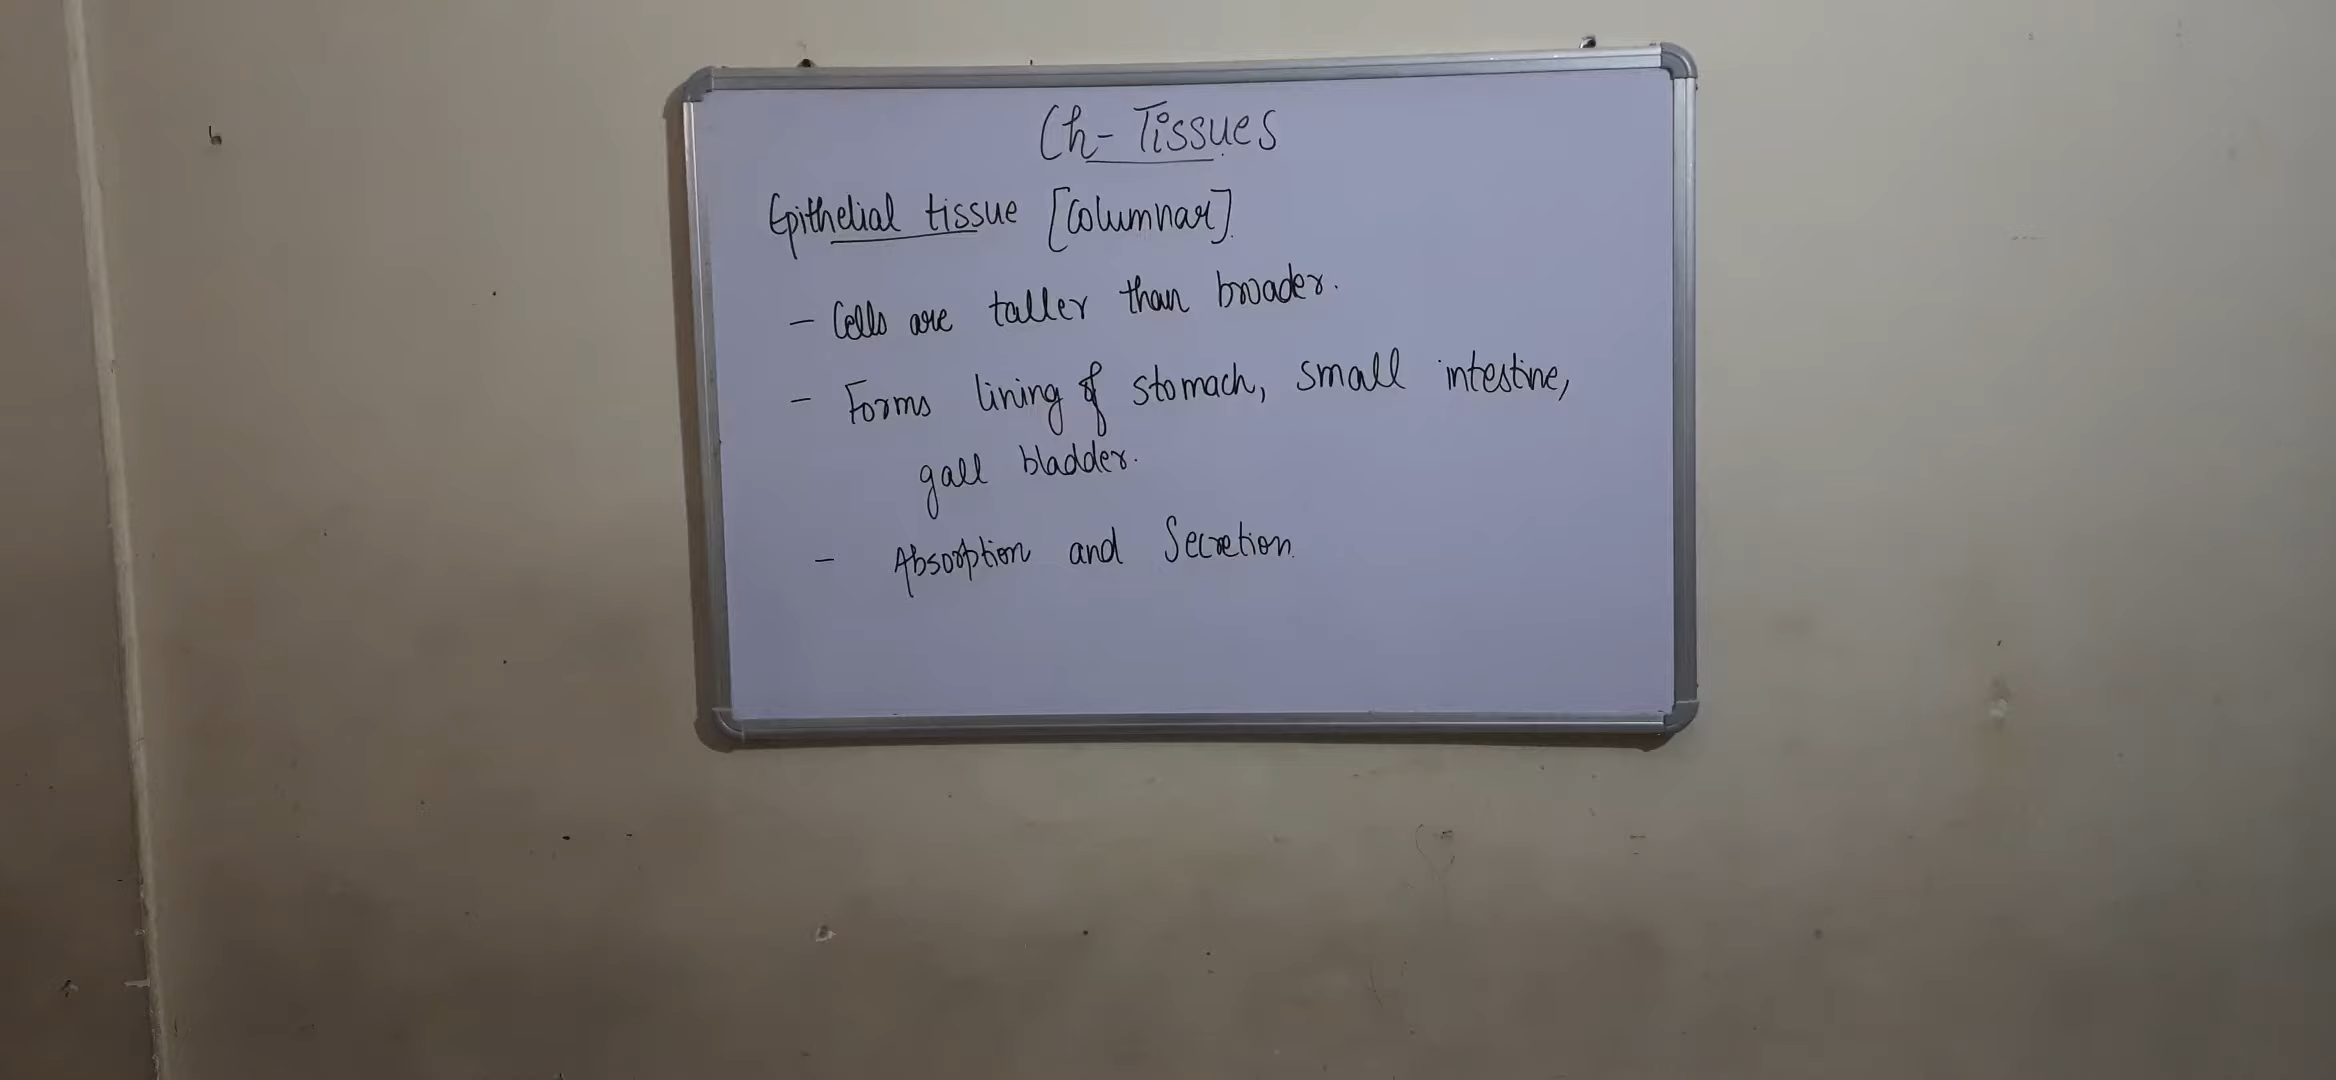 Ch- Tissues
Epithelial tissue [Columnar]
- Cells are taller than broader.
- Forms lining of stomach, small intestine,
gall bladder.
- Absorption and Secretion.